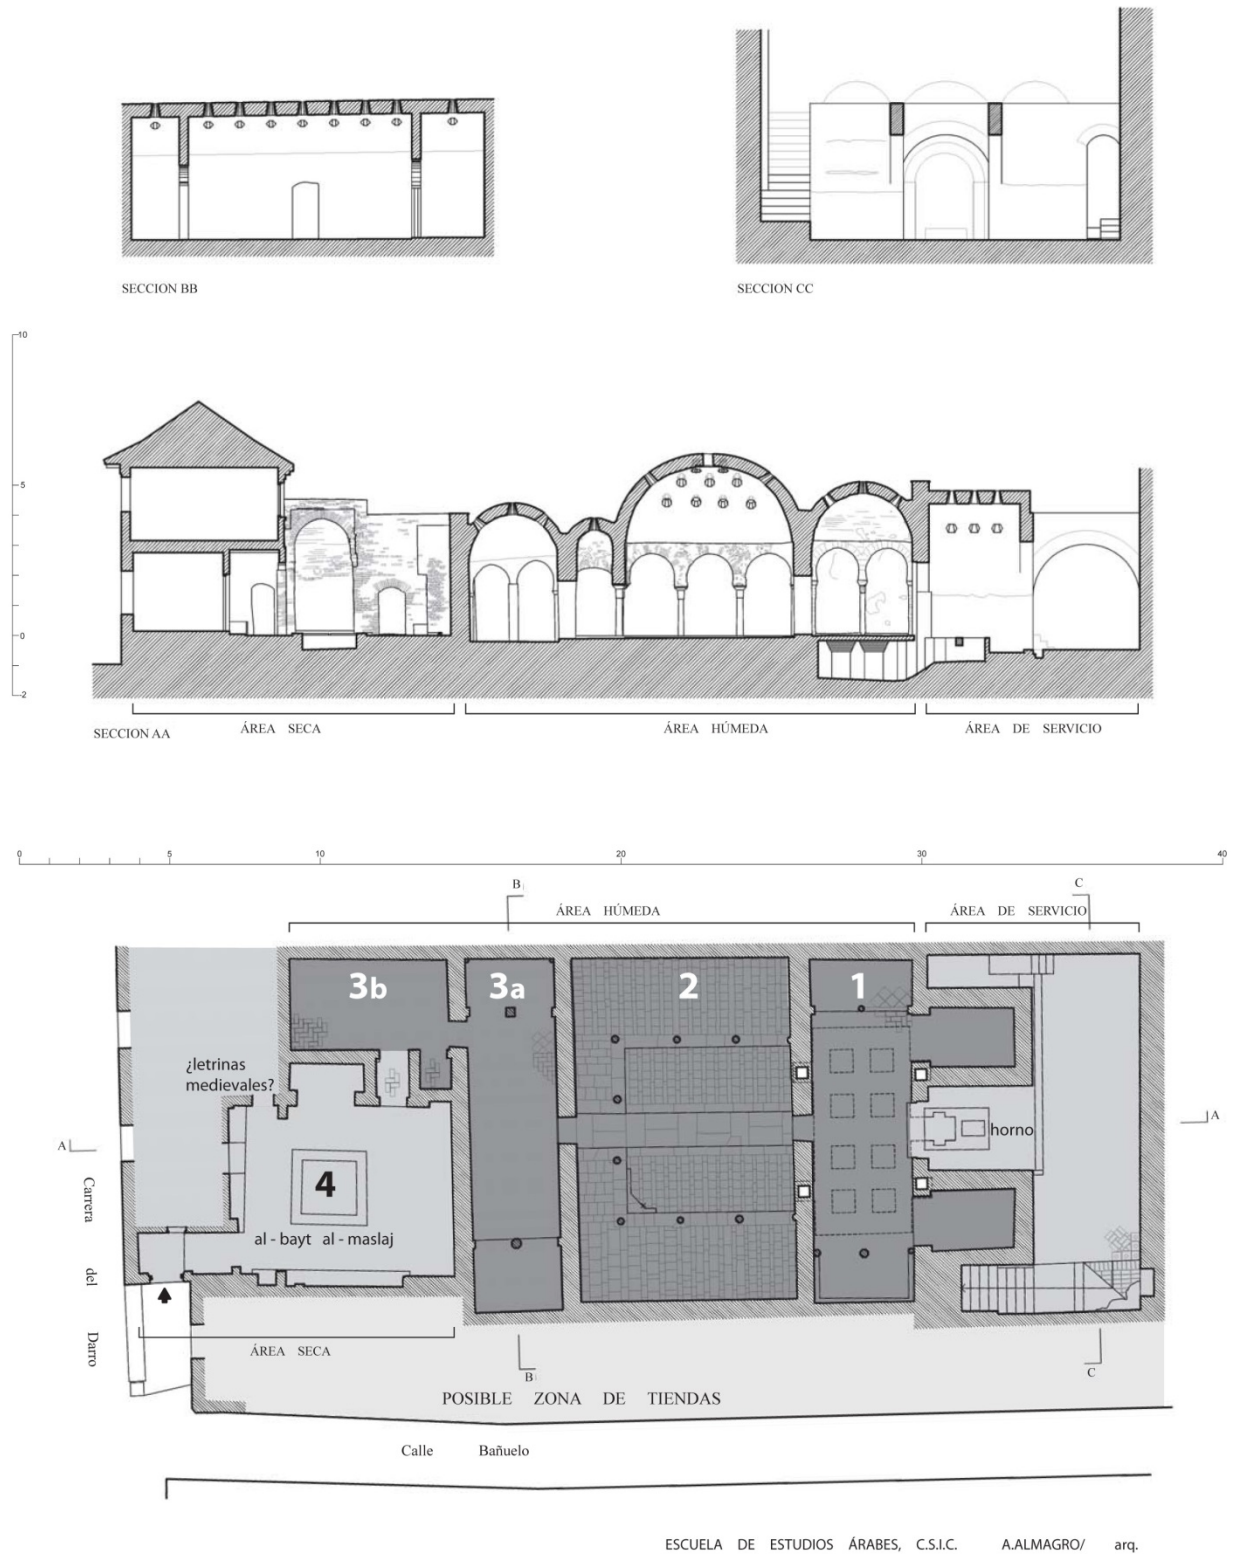 SECCION BB
SECCION CC
10
5
0
-2
SECCION AA
ÁREA SECA
ÁREA HÚMEDA
ÁREA DE SERVICIO
0
5
10
20
30
40
B
C
ÁREA HÚMEDA
ÁREA DE SERVICIO
3b
3a
2
1
¿letrinas
medievales?
A
A
horno
4
al - bayt al - maslaj
Carrera
del
Darro
ÁREA SECA
B
C
POSIBLE ZONA DE TIENDAS
Calle Bañuelo
ESCUELA DE ESTUDIOS ÁRABES, C.S.I.C. A.ALMAGRO/ arq.